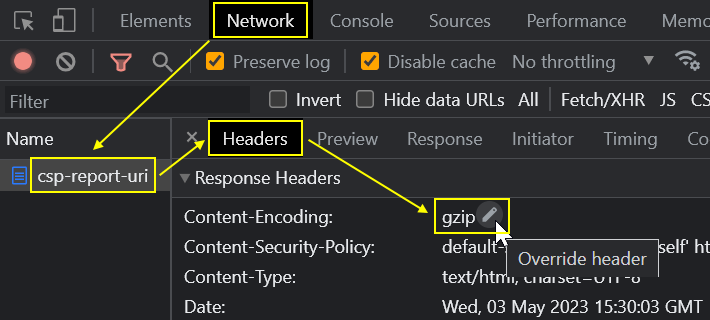 Elements Network Console Sources Performance Memo
Preserve log Disable cache No throttling
Filter Invert Hide data URLs All Fetch/XHR JS CS
Name Headers Preview Response Initiator Timing Co
csp-report-uri Response Headers
Content-Encoding: gzip
Content-Security-Policy: default- self' ht
Override header
Content-Type: text/html; charset=UTF-8
Date: Wed, 03 May 2023 15:30:03 GMT